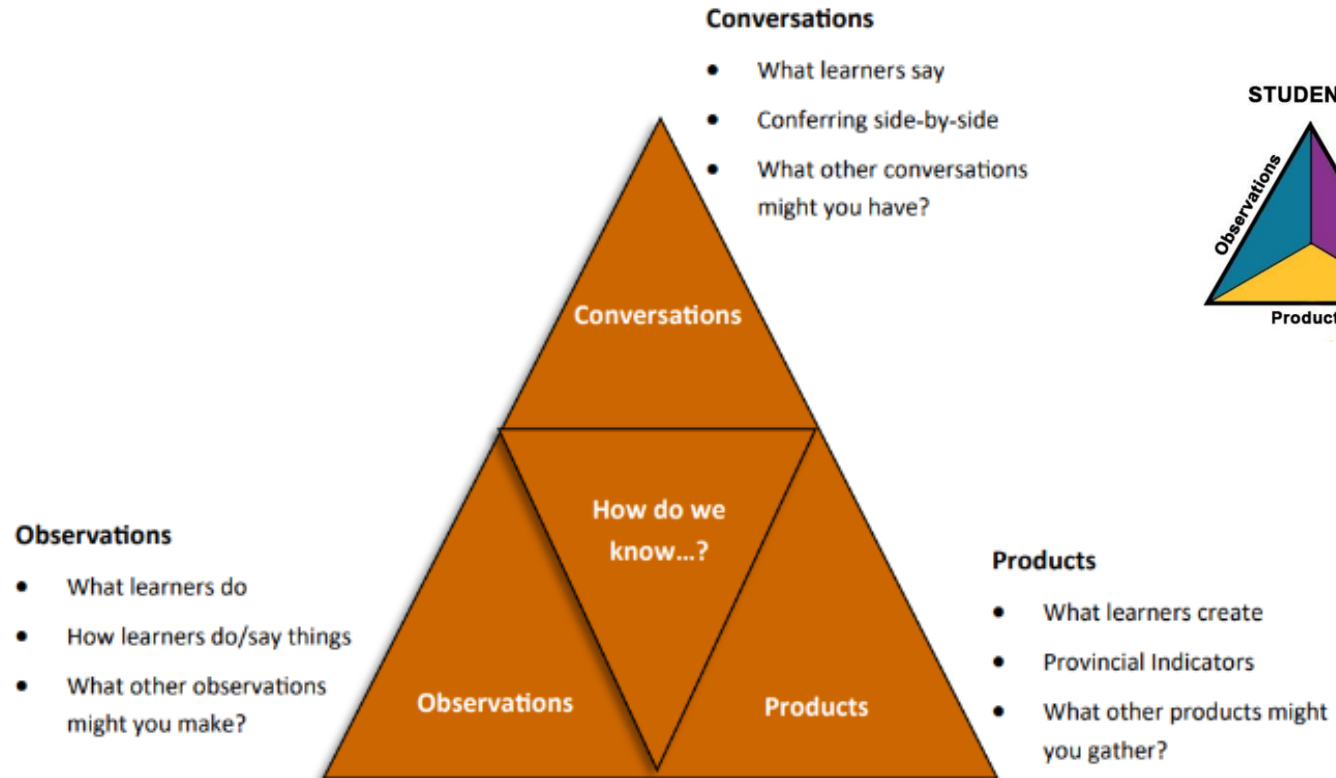 Conversations
• What learners say
• Conferring side-by-side
• What other conversations
might you have?
STUDEN
Observations
Product
Conversations
How do we
know...?
Observations
• What learners do
• How learners do/say things
• What other observations
might you make?
Observations
Products
Products
• What learners create
• Provincial Indicators
• What other products might
you gather?